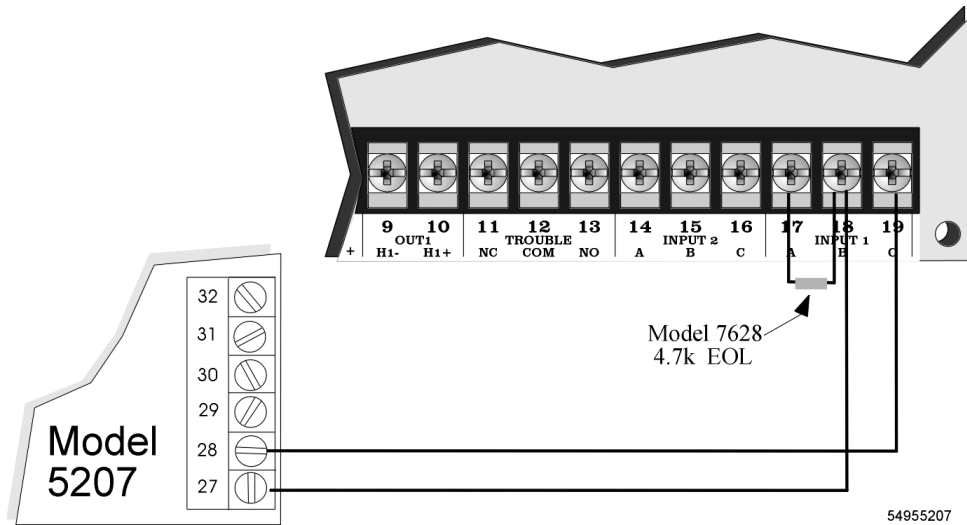 9 10 11 12 13 14 15 16 17 18 19
OUT1 TROUBLE INPUT 2 INPUT 1
+ H1- H1+ NC COM NO A B C A B C
Model 7628
4.7k EOL
32
31
30
29
28
27
Model
5207
54955207